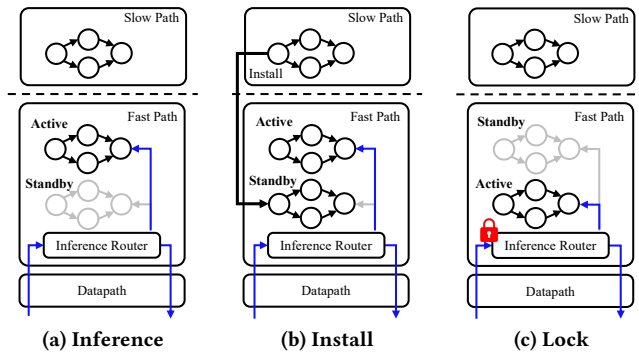 Slow Path
Fast Path
Active
Standby
Inference Router
Datapath
(a) Inference
Slow Path
Install
Fast Path
Active
Standby
Inference Router
Datapath
(b) Install
Slow Path
Fast Path
Standby
Active
Inference Router
Datapath
(c) Lock